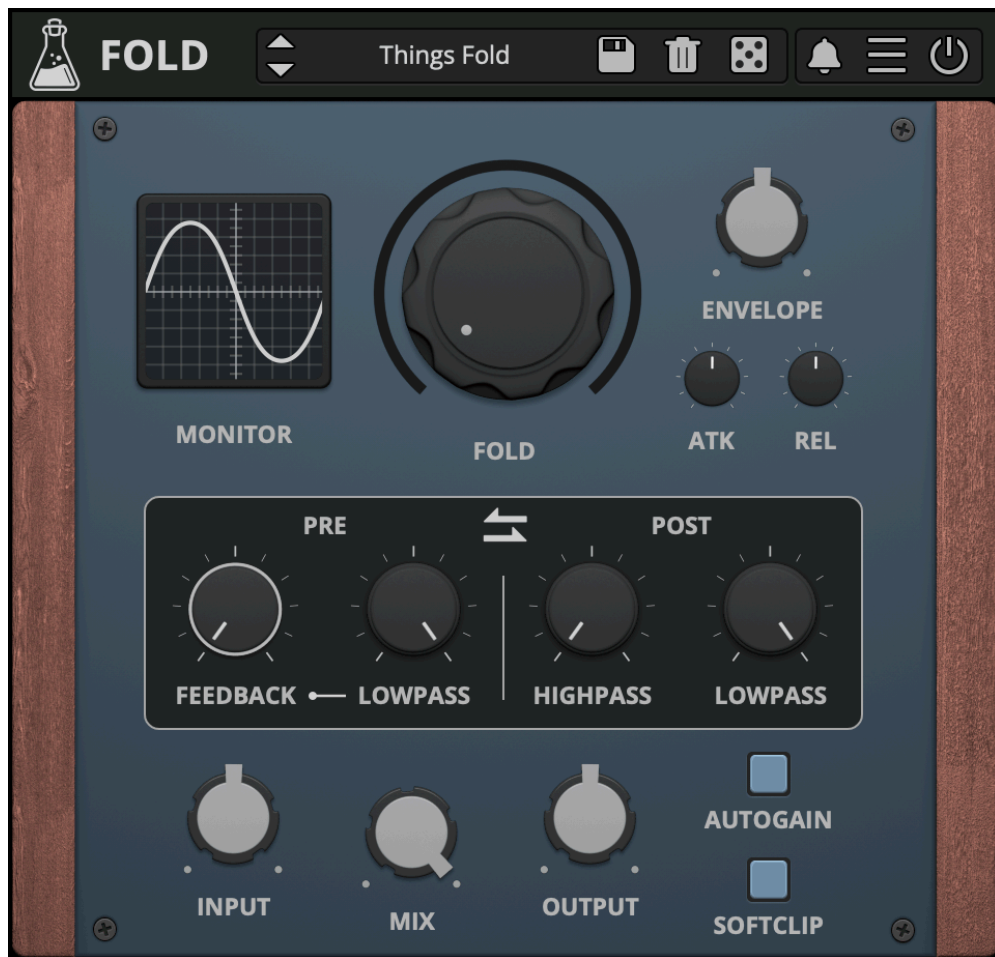 FOLD
Things Fold
MONITOR
FOLD
ENVELOPE
ATK
REL
PRE
POST
FEEDBACK
LOWPASS
HIGHPASS
LOWPASS
INPUT
MIX
OUTPUT
AUTOGAIN
SOFTCLIP